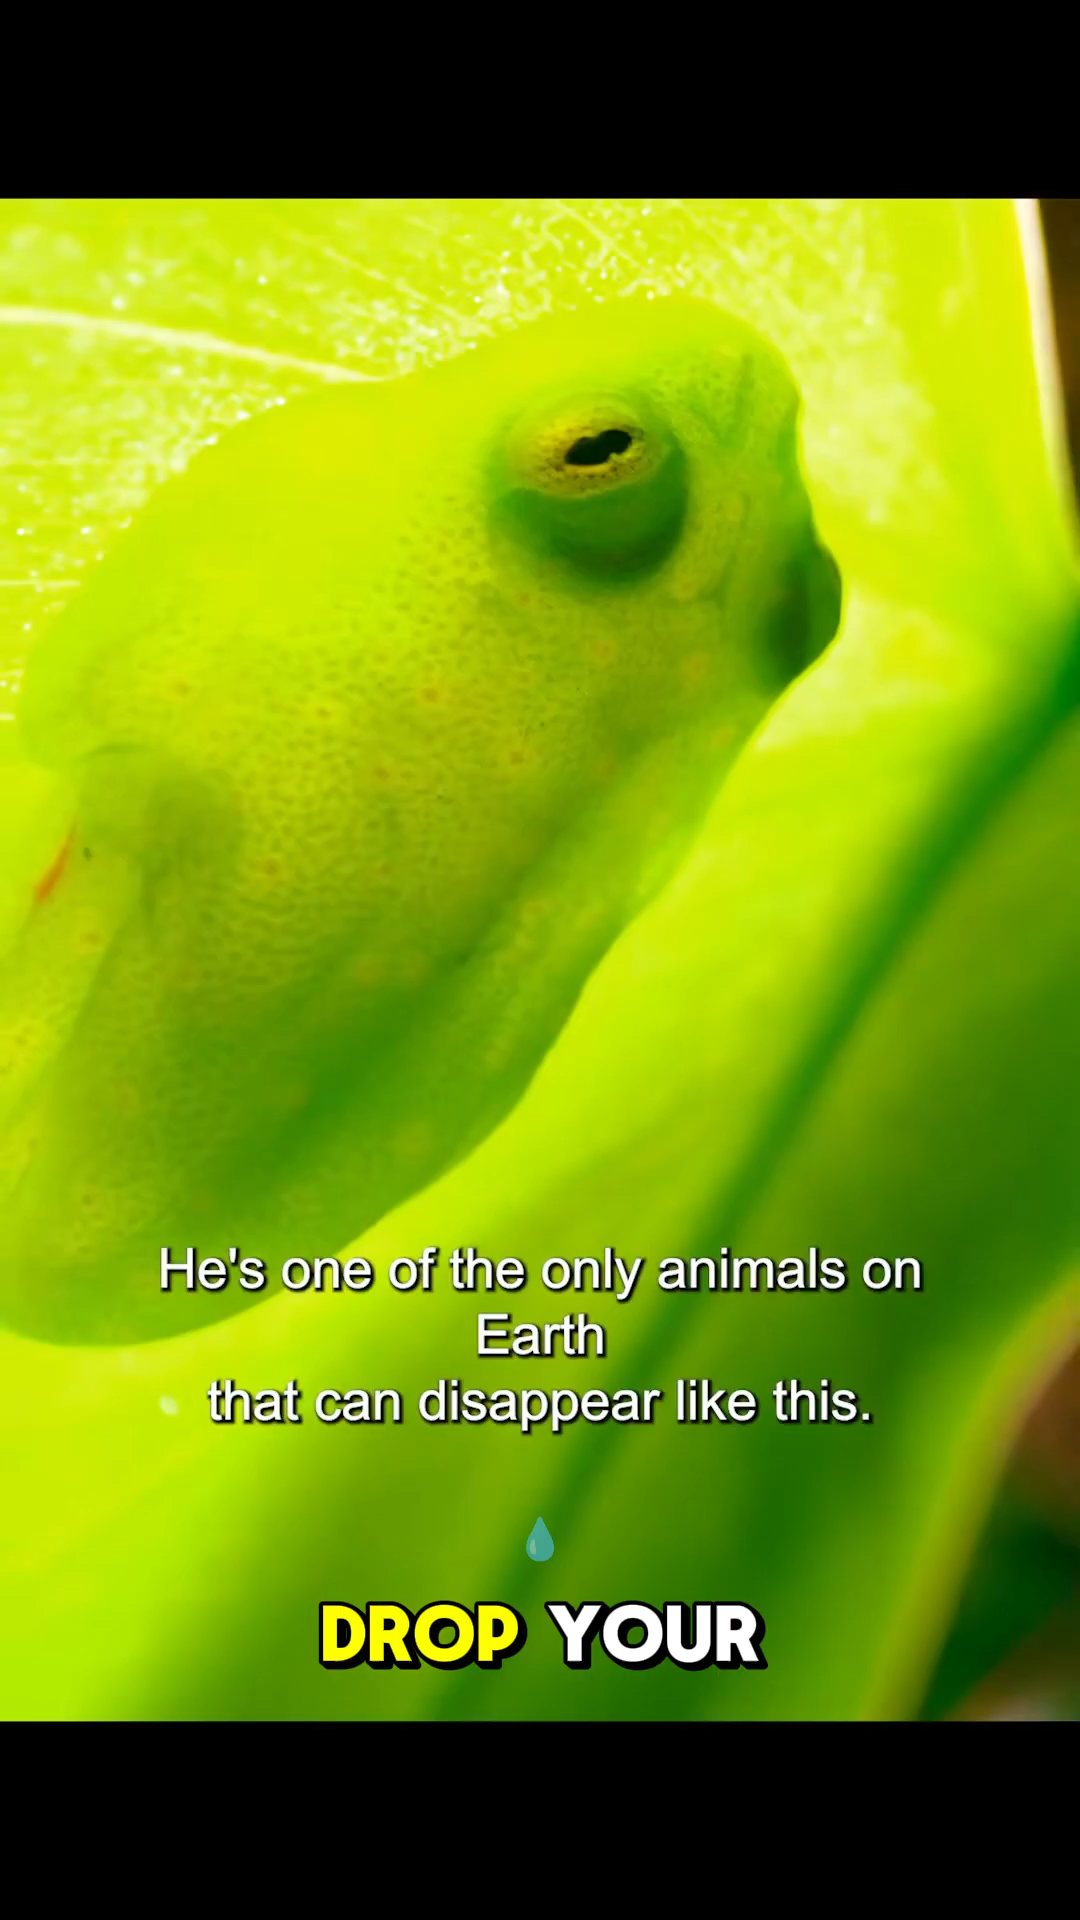 He's one of the only animals on
Earth
that can disappear like this.
DROP YOUR